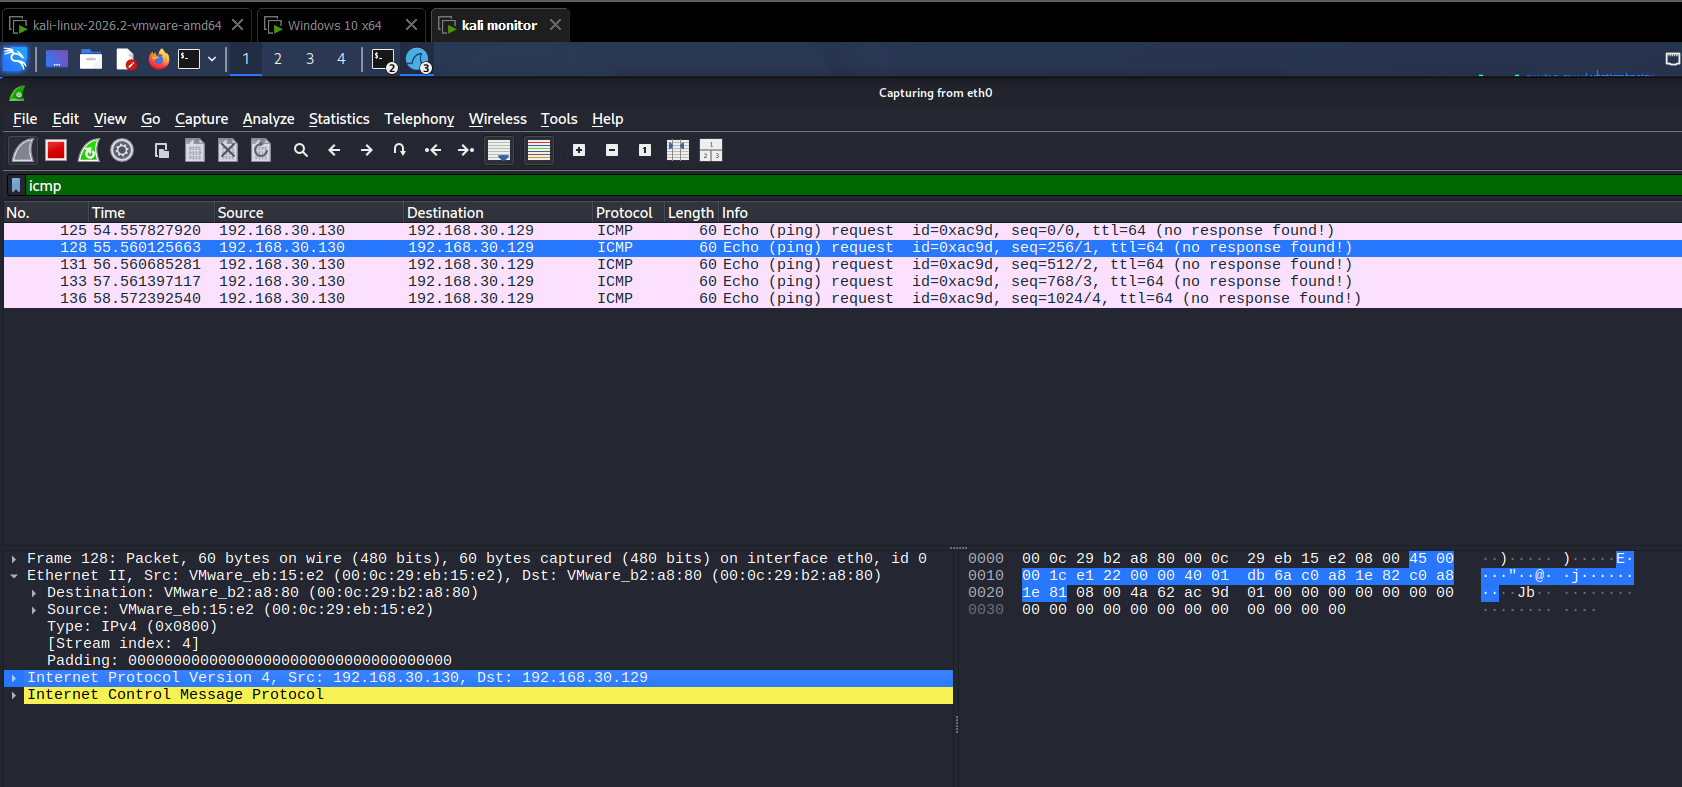 kali-linux-2026.2-vmware-amd64 Windows 10 x64 kali monitor
1 2 3 4 2 3
Capturing from eth0
File Edit View Go Capture Analyze Statistics Telephony Wireless Tools Help
icmp
No. Time Source Destination Protocol Length Info
125 54.557827920 192.168.30.130 192.168.30.129 ICMP 60 Echo (ping) request id=0xac9d, seq=0/0, ttl=64 (no response found!)
128 55.560125663 192.168.30.130 192.168.30.129 ICMP 60 Echo (ping) request id=0xac9d, seq=256/1, ttl=64 (no response found!)
131 56.560685281 192.168.30.130 192.168.30.129 ICMP 60 Echo (ping) request id=0xac9d, seq=512/2, ttl=64 (no response found!)
133 57.561397117 192.168.30.130 192.168.30.129 ICMP 60 Echo (ping) request id=0xac9d, seq=768/3, ttl=64 (no response found!)
136 58.572392540 192.168.30.130 192.168.30.129 ICMP 60 Echo (ping) request id=0xac9d, seq=1024/4, ttl=64 (no response found!)
Frame 128: Packet, 60 bytes on wire (480 bits), 60 bytes captured (480 bits) on interface eth0, id 0
Ethernet II, Src: VMware_eb:15:e2 (00:0c:29:eb:15:e2), Dst: VMware_b2:a8:80 (00:0c:29:b2:a8:80)
Destination: VMware_b2:a8:80 (00:0c:29:b2:a8:80)
Source: VMware_eb:15:e2 (00:0c:29:eb:15:e2)
Type: IPv4 (0x0800)
[Stream index: 4]
Padding: 000000000000000000000000000000000000
Internet Protocol Version 4, Src: 192.168.30.130, Dst: 192.168.30.129
Internet Control Message Protocol
0000 00 0c 29 b2 a8 80 00 0c 29 eb 15 e2 08 00 45 00 ··)····· )·····E·
0010 00 1c e1 22 00 00 40 01 db 6a c0 a8 1e 82 c0 a8 ···"··@· ·j······
0020 1e 81 08 00 4a 62 ac 9d 01 00 00 00 00 00 00 00 ····Jb·· ········
0030 00 00 00 00 00 00 00 00 00 00 00 00 ········ ····